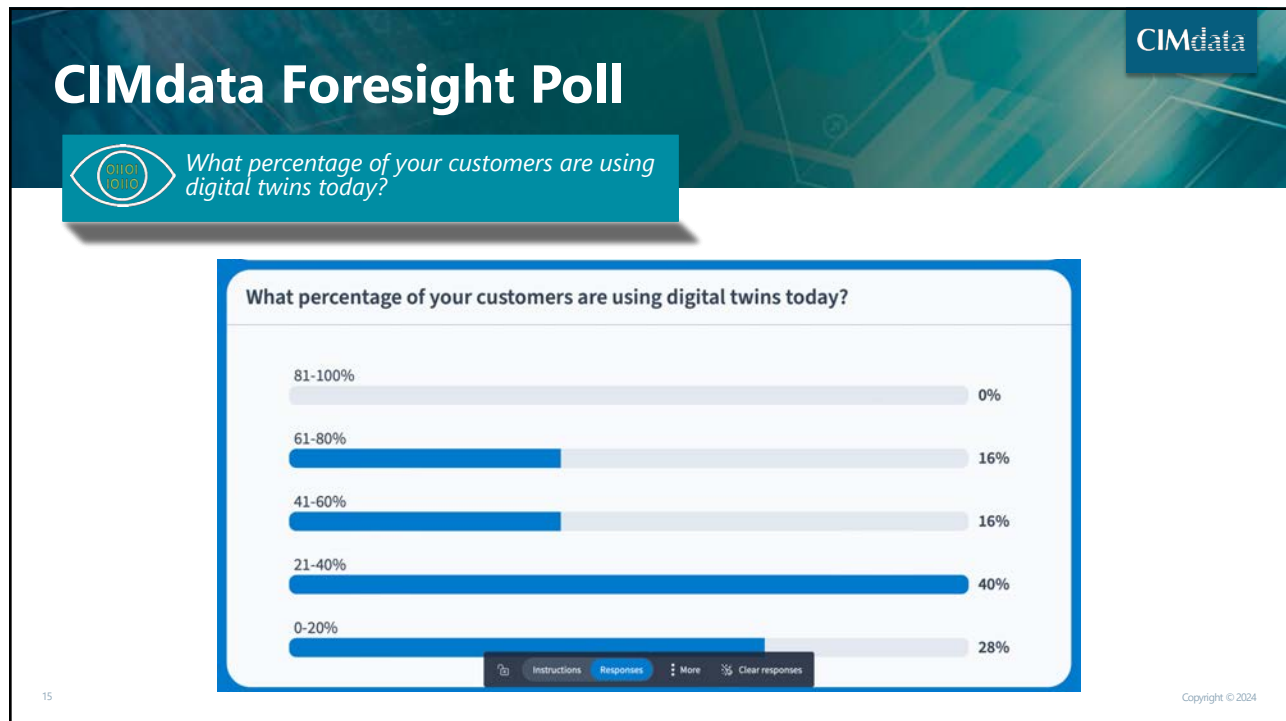 CIMdata
CIMdata Foresight Poll
01101
10110
What percentage of your customers are using
digital twins today?
What percentage of your customers are using digital twins today?
81-100%
0%
61-80%
16%
41-60%
16%
21-40%
40%
0-20%
28%
Instructions Responses More Clear responses
15
Copyright © 2024